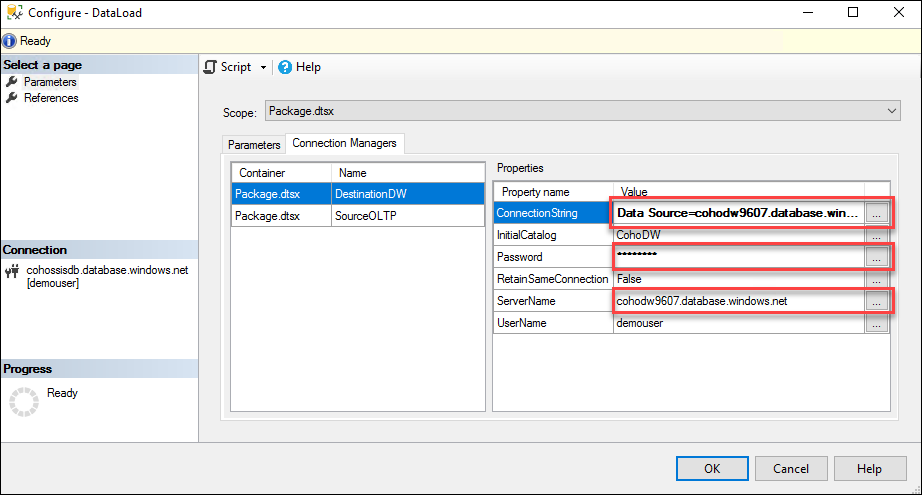 Configure - DataLoad
Ready
Select a page
Parameters
References
Script Help
Scope: Package.dtsx
Parameters Connection Managers
Container Name
Package.dtsx DestinationDW
Package.dtsx SourceOLTP
Properties
Property name Value
ConnectionString Data Source=cohodw9607.database.win... ...
InitialCatalog CohoDW ...
Password ******** ...
RetainSameConnection False ...
ServerName cohodw9607.database.windows.net ...
UserName demouser ...
Connection
cohossisdb.database.windows.net
[demouser]
Progress
Ready
OK Cancel Help